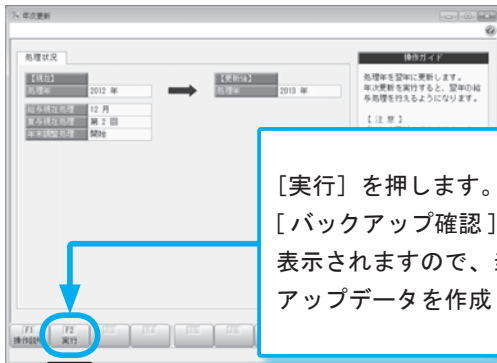 年次更新
処理状況
【現在】
処理年 2012 年
【更新後】
処理年 2013 年
給与現在処理 12 月
賞与現在処理 第 2 回
年末調整処理 開始
操作ガイド
処理年を翌年に更新します。
年次更新を実行すると、翌年の給
与処理を行えるようになります。
【 注 意 】
[実行] を押します。
[ バックアップ確認 ]
表示されますので、
アップデータを作成
F1 F2
操作説明 実行